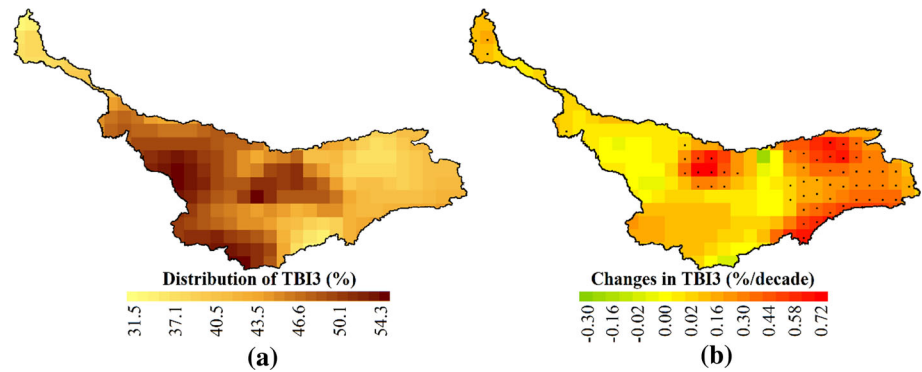 Distribution of TBI3 (%)
31.5 37.1 40.5 43.5 46.6 50.1 54.3
(a)
Changes in TBI3 (%/decade)
-0.30 -0.16 -0.02 0.00 0.02 0.16 0.30 0.44 0.58 0.72
(b)